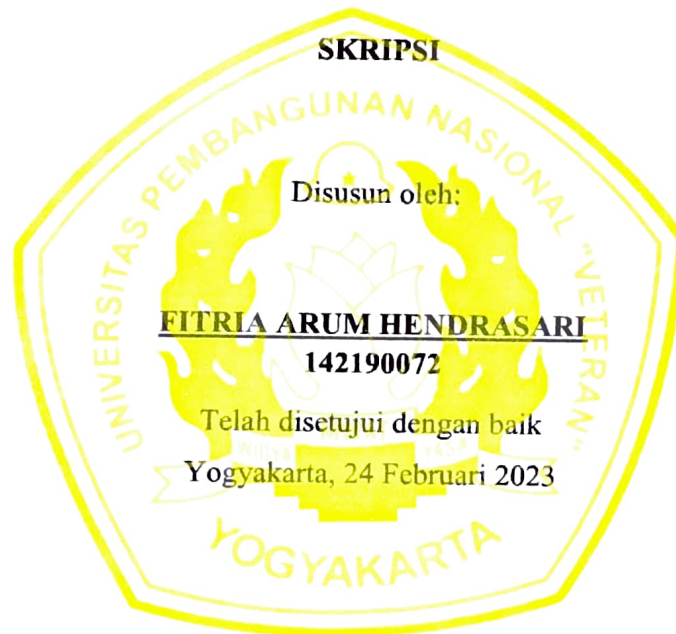 SKRIPSI
UNIVERSITAS PEMBANGUNAN NASIONAL "VETERAN"
Disusun oleh:
FITRIA ARUM HENDRASARI
142190072
Telah disetujui dengan baik
Yogyakarta, 24 Februari 2023
YOGYAKARTA